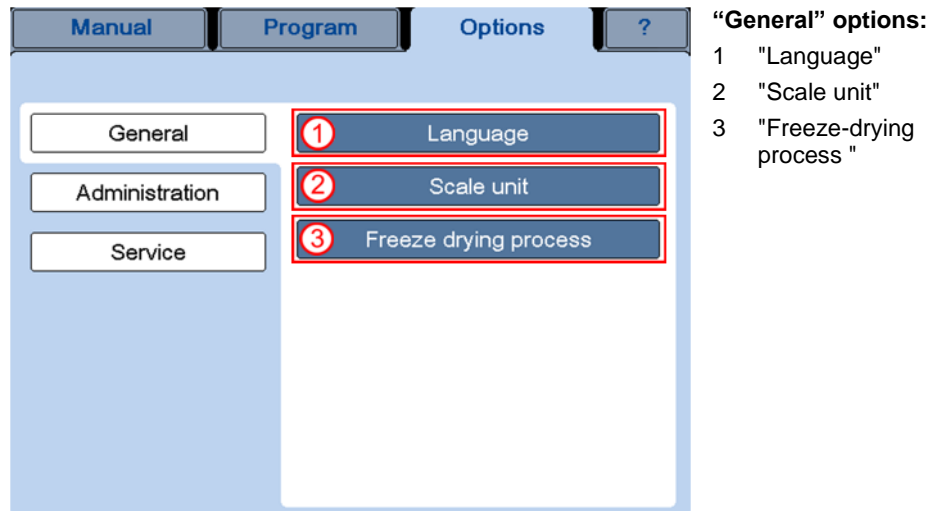 Manual Program Options ?
General
Administration
Service
1 Language
2 Scale unit
3 Freeze drying process
“General” options:
1 "Language"
2 "Scale unit"
3 "Freeze-drying
process "